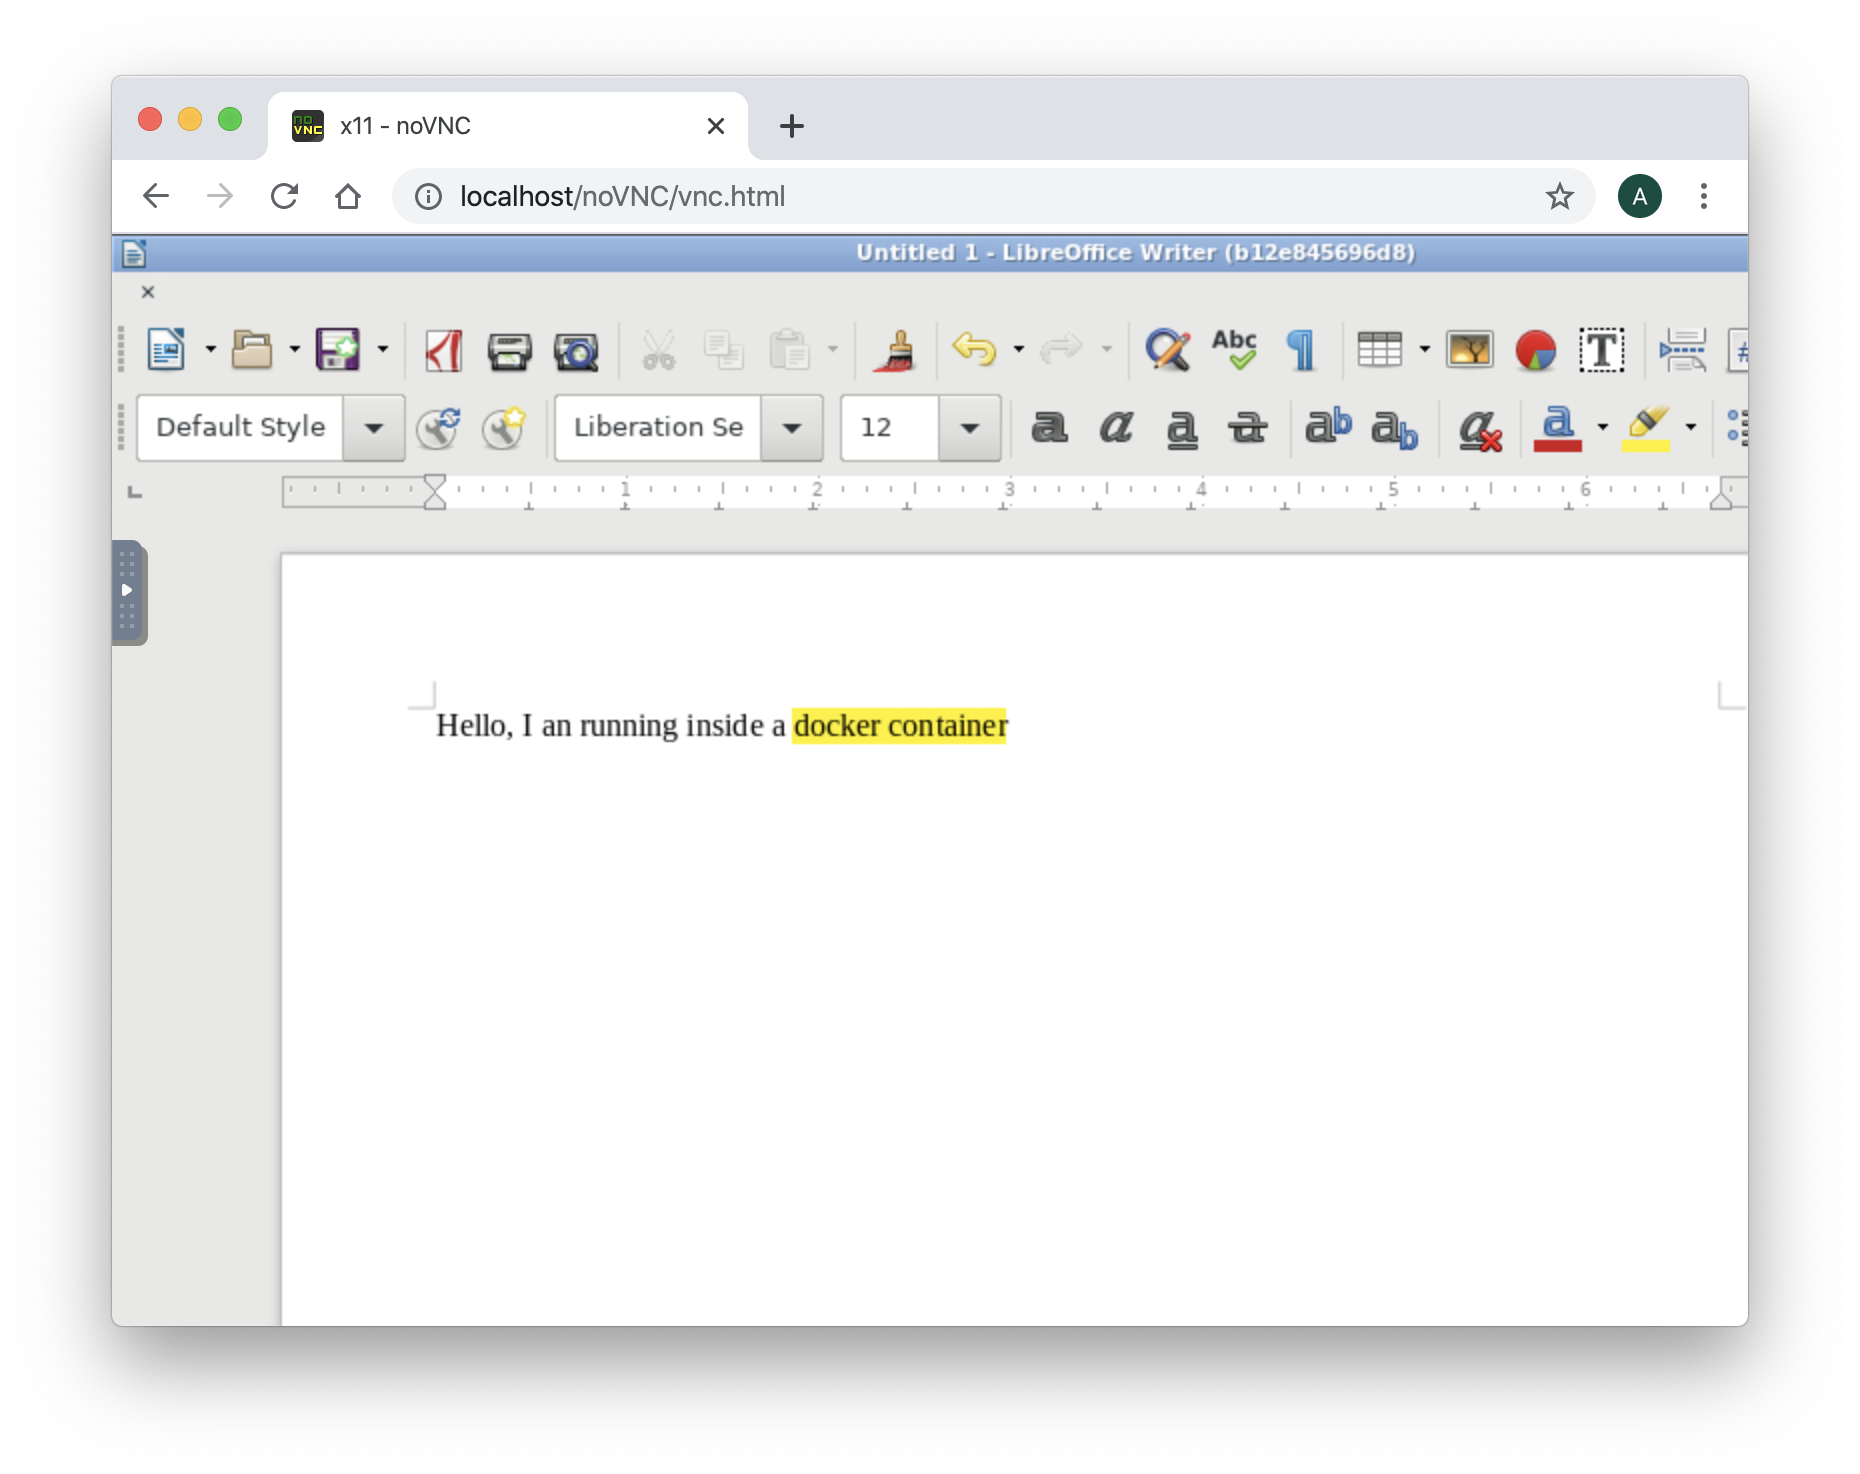 x11 - noVNC
localhost/noVNC/vnc.html
A
Untitled 1 - LibreOffice Writer (b12e845696d8)
Abc
Default Style
Liberation Se
12
1 2 3 4 5 6
Hello, I an running inside a docker container